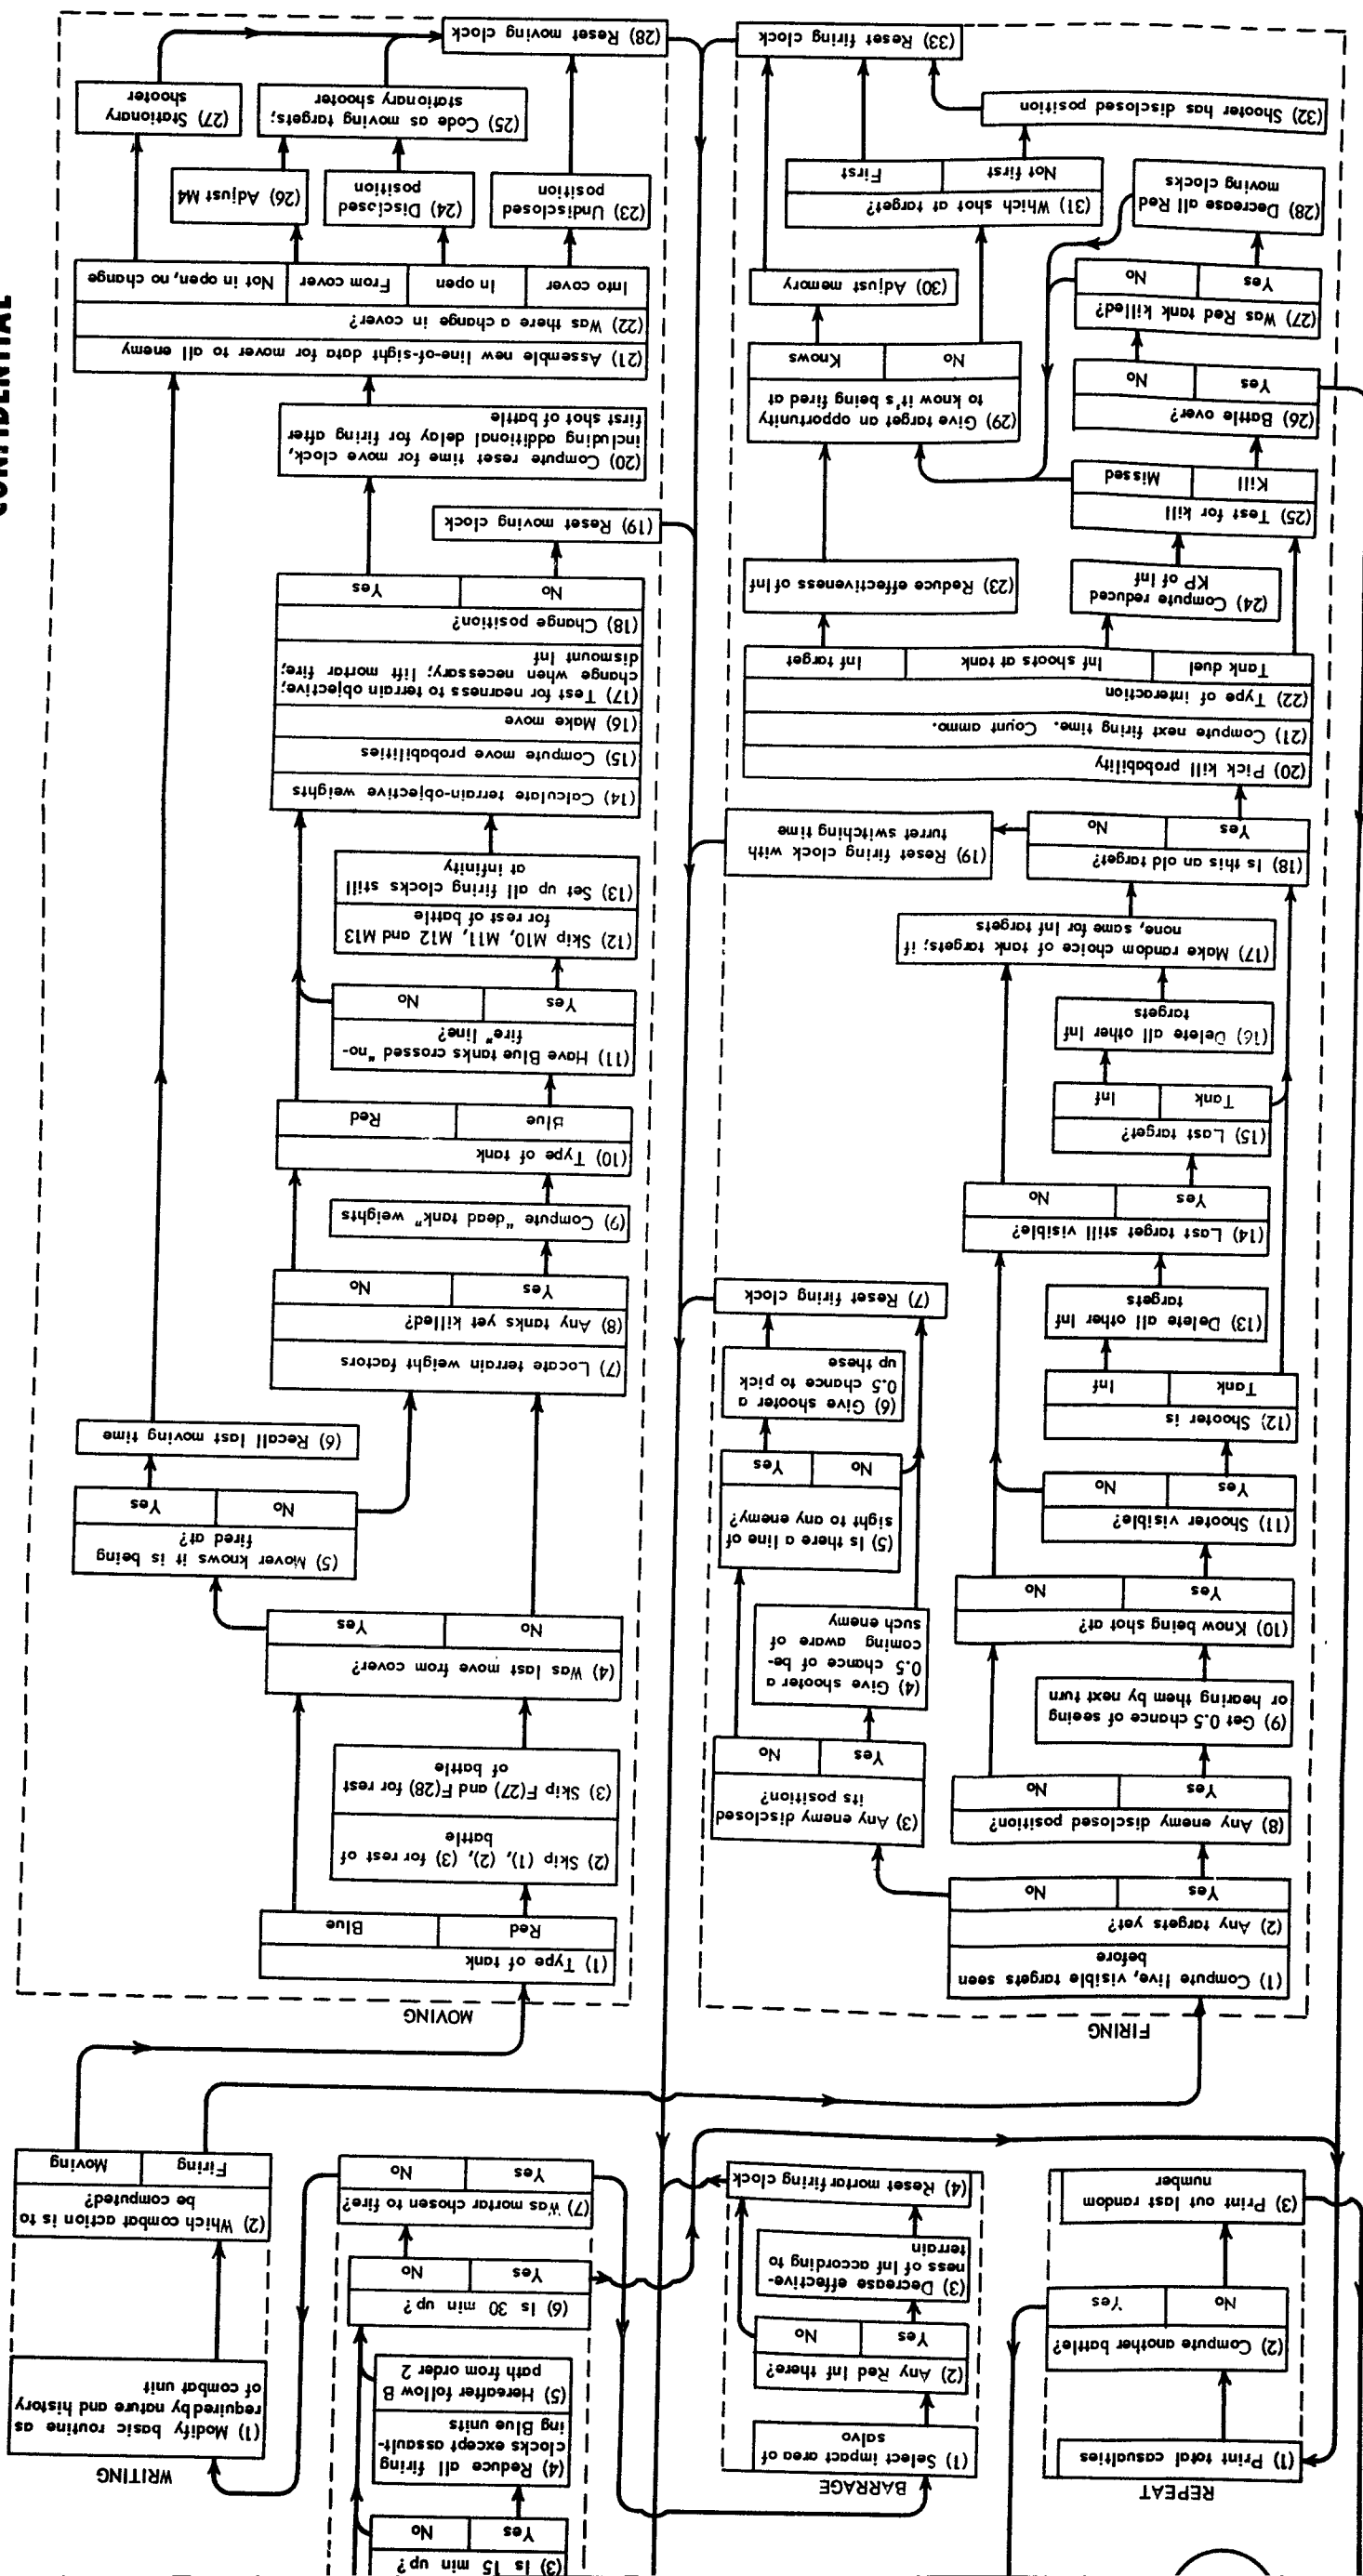 REPEAT
(1) Print total casualties
(2) Compute another battle?
No
Yes
(3) Print out last random
number
BARRAGE
(1) Select impact area of
salvo
(2) Any Red Inf there?
Yes
No
(3) Decrease effective-
ness of Inf according to
terrain
(4) Reset mortar firing clock
(3) Is 15 min up?
Yes
No
(4) Reduce all firing
clocks except assault-
ing Blue units
(5) Hereafter follow B
path from order 2
(6) Is 30 min up?
Yes
No
(7) Was mortar chosen to fire?
Yes
No
WRITING
(1) Modify basic routine as
required by nature and history
of combat unit
(2) Which combat action is to
be computed?
Firing
Moving
FIRING
(1) Compute live, visible targets seen
before
(2) Any targets yet?
Yes
No
(3) Any enemy disclosed
its position?
Yes
No
(4) Give shooter a
0.5 chance of be-
coming aware of
such enemy
(5) Is there a line of
sight to any enemy?
No
Yes
(6) Give shooter a
0.5 chance to pick
up these
(7) Reset firing clock
(8) Any enemy disclosed position?
Yes
No
(9) Get 0.5 chance of seeing
or hearing them by next turn
(10) Know being shot at?
Yes
No
(11) Shooter visible?
Yes
No
(12) Shooter is
Tank
Inf
(13) Delete all other Inf
targets
(14) Last target still visible?
Yes
No
(15) Last target?
Tank
Inf
(16) Delete all other Inf
targets
(17) Make random choice of tank targets; if
none, same for Inf targets
(18) Is this an old target?
Yes
No
(19) Reset firing clock with
turret switching time
(20) Pick kill probability
(21) Compute next firing time. Count ammo.
(22) Type of interaction
Tank duel
Inf shoots at tank
Inf target
(23) Reduce effectiveness of Inf
(24) Compute reduced
KP of Inf
(25) Test for kill
Kill
Missed
(26) Battle over?
Yes
No
(27) Was Red tank killed?
Yes
No
(28) Decrease all Red
moving clocks
(29) Give target an opportunity
to know it's being fired at
No
Knows
(30) Adjust memory
(31) Which shot at target?
Not first
First
(32) Shooter has disclosed position
(33) Reset firing clock
MOVING
(1) Type of tank
Red
Blue
(2) Skip (1), (2), (3) for rest of
battle
(3) Skip F(27) and F(28) for rest
of battle
(4) Was last move from cover?
No
Yes
(5) Mover knows it is being
fired at?
No
Yes
(6) Recall last moving time
(7) Locate terrain weight factors
(8) Any tanks yet killed?
Yes
No
(9) Compute "dead tank" weights
(10) Type of tank
Blue
Red
(11) Have Blue tanks crossed "no-
fire" line?
Yes
No
(12) Skip M10, M11, M12 and M13
for rest of battle
(13) Set up all firing clocks still
at infinity
(14) Calculate terrain-objective weights
(15) Compute move probabilities
(16) Make move
(17) Test for nearness to terrain objective;
change when necessary; lift mortar fire;
dismount Inf
(18) Change position?
No
Yes
(19) Reset moving clock
(20) Compute reset time for move clock,
including additional delay for firing after
first shot of battle
(21) Assemble new line-of-sight data for mover to all enemy
(22) Was there a change in cover?
Into cover
In open
From cover
Not in open, no change
(23) Undisclosed
position
(24) Disclosed
position
(26) Adjust M4
(25) Code as moving targets;
stationary shooter
(27) Stationary
shooter
(28) Reset moving clock
CONFIDENTIAL